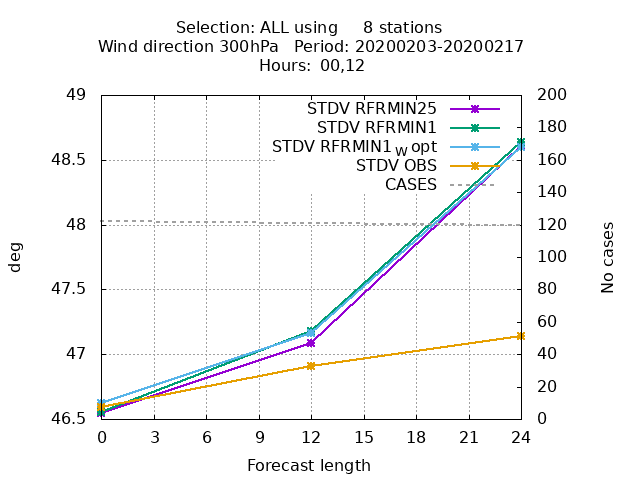 Selection: ALL using 8 stations
Wind direction 300hPa Period: 20200203-20200217
Hours: 00,12
STDV RFRMIN25
STDV RFRMIN1
STDV RFRMIN1_W opt
STDV OBS
CASES
49
48.5
48
47.5
47
46.5
deg
200
180
160
140
120
100
80
60
40
20
0
No cases
0 3 6 9 12 15 18 21 24
Forecast length